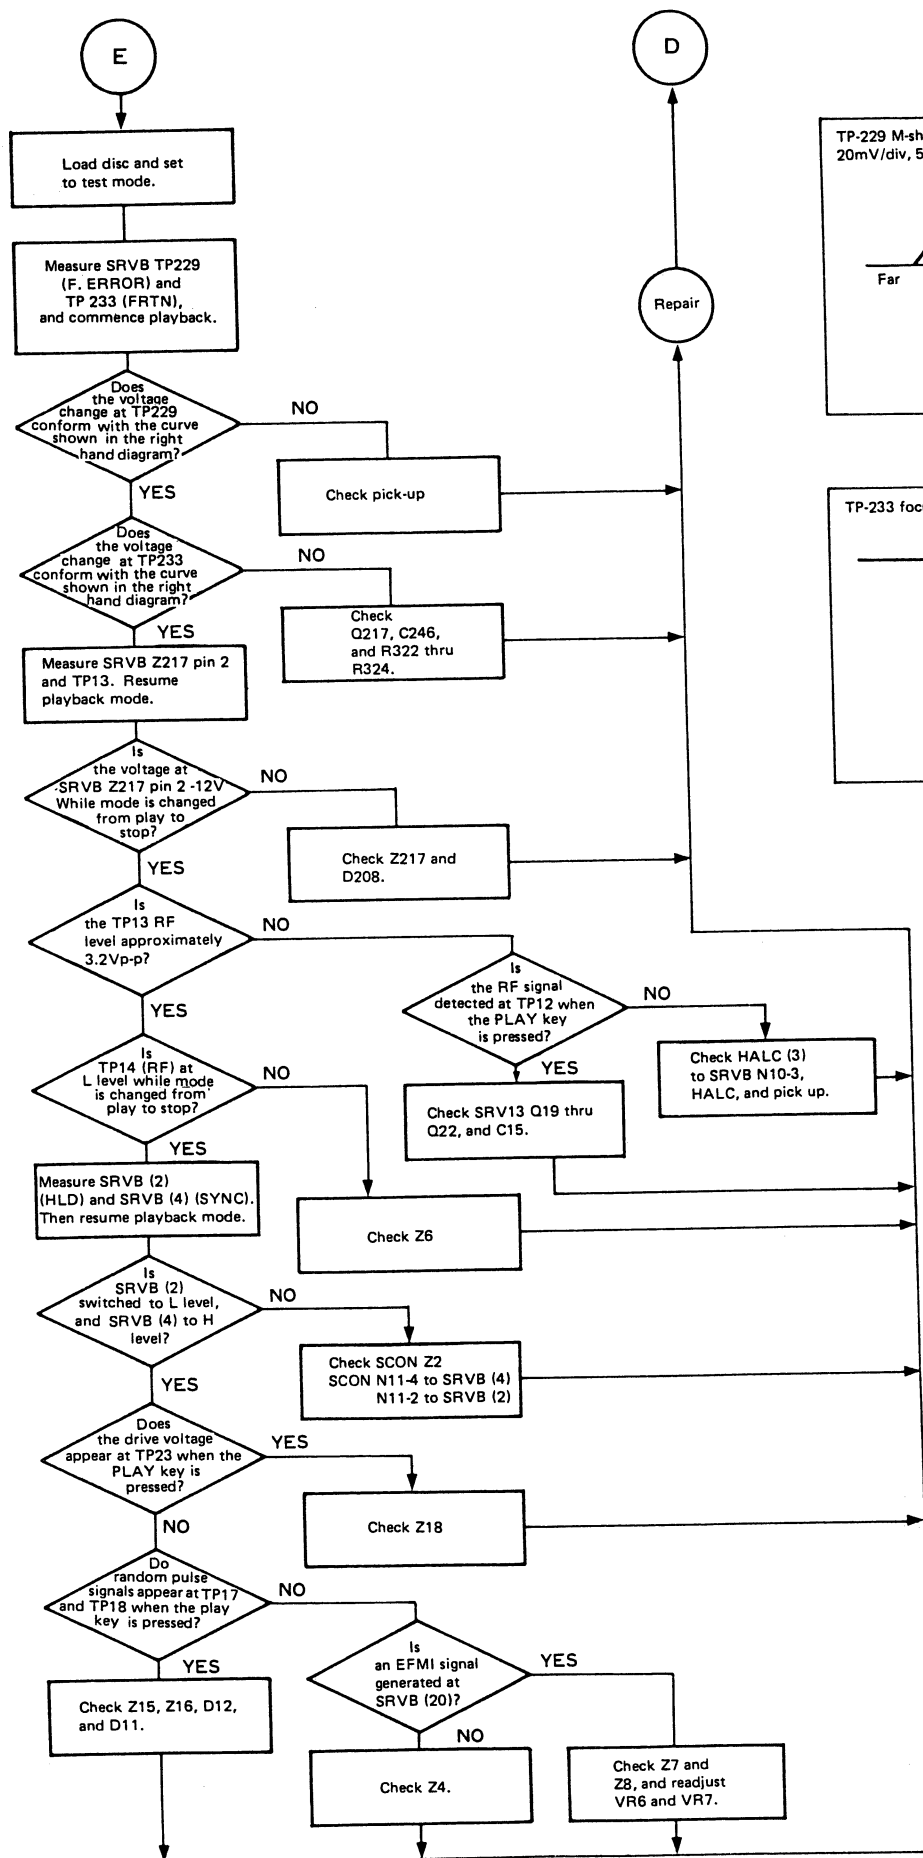 E
D
Load disc and set
to test mode.
TP-229 M-sh
20mV/div, 5
Far
Measure SRVB TP229
(F. ERROR) and
TP 233 (FRTN),
and commence playback.
Repair
Does
the voltage
change at TP229
conform with the curve
shown in the right
hand diagram?
NO
YES
Check pick-up
TP-233 focu
Does
the voltage
change at TP233
conform with the curve
shown in the right
hand diagram?
NO
YES
Check
Q217, C246,
and R322 thru
R324.
Measure SRVB Z217 pin 2
and TP13. Resume
playback mode.
Is
the voltage at
SRVB Z217 pin 2 -12V
While mode is changed
from play to
stop?
NO
YES
Check Z217 and
D208.
Is
the TP13 RF
level approximately
3.2Vp-p?
NO
YES
Is
the RF signal
detected at TP12 when
the PLAY key
is pressed?
NO
YES
Check HALC (3)
to SRVB N10-3,
HALC, and pick up.
Check SRV13 Q19 thru
Q22, and C15.
Is
TP14 (RF) at
L level while mode
is changed from
play to stop?
NO
YES
Measure SRVB (2)
(HLD) and SRVB (4) (SYNC).
Then resume playback mode.
Check Z6
Is
SRVB (2)
switched to L level,
and SRVB (4) to H
level?
NO
YES
Check SCON Z2
SCON N11-4 to SRVB (4)
N11-2 to SRVB (2)
Does
the drive voltage
appear at TP23 when the
PLAY key is
pressed?
YES
NO
Check Z18
Do
random pulse
signals appear at TP17
and TP18 when the play
key is pressed?
NO
YES
Is
an EFMI signal
generated at
SRVB (20)?
YES
NO
Check Z15, Z16, D12,
and D11.
Check Z4.
Check Z7 and
Z8, and readjust
VR6 and VR7.